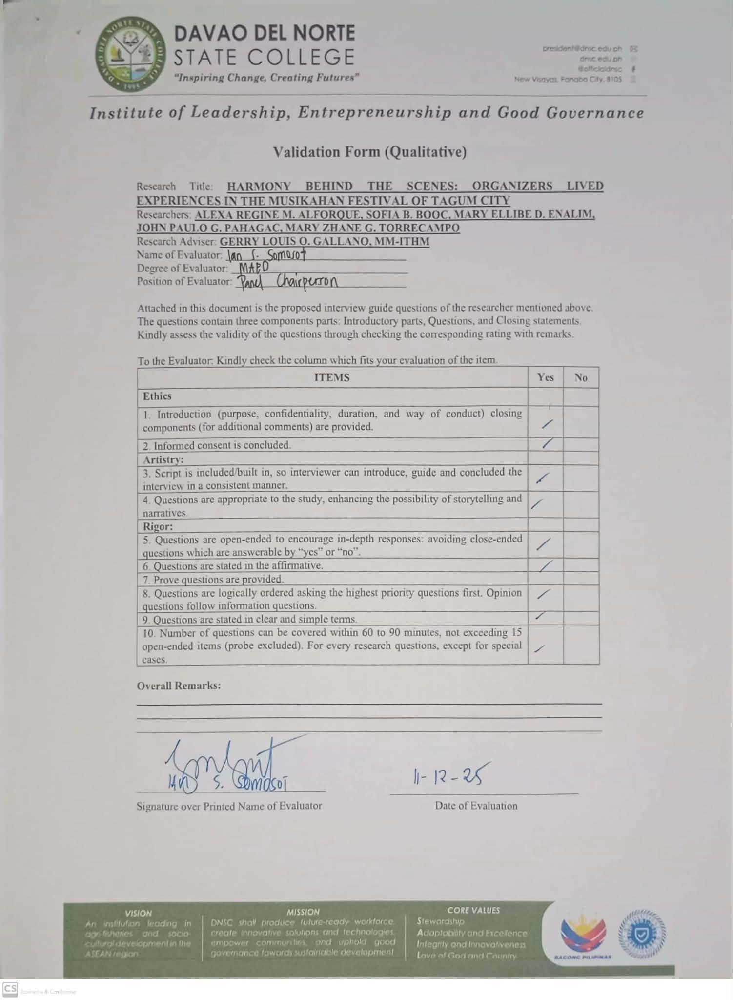 DAVAO DEL NORTE STATE COLLEGE
1995
DAVAO DEL NORTE
STATE COLLEGE
"Inspiring Change, Creating Futures"
president@dnsc.edu.ph
dnsc.edu.ph
@officialdnsc
New Visayas, Panabo City, 8105
Institute of Leadership, Entrepreneurship and Good Governance
Validation Form (Qualitative)
Research Title: HARMONY BEHIND THE SCENES: ORGANIZERS LIVED
EXPERIENCES IN THE MUSIKAHAN FESTIVAL OF TAGUM CITY
Researchers: ALEXA REGINE M. ALFORQUE, SOFIA B. BOOC, MARY ELLIBE D. ENALIM,
JOHN PAULO G. PAHAGAC, MARY ZHANE G. TORRECAMPO
Research Adviser: GERRY LOUIS O. GALLANO, MM-ITHM
Name of Evaluator: Ian S. Somosot
Degree of Evaluator: MAED
Position of Evaluator: Panel Chairperson
Attached in this document is the proposed interview guide questions of the researcher mentioned above.
The questions contain three components parts: Introductory parts, Questions, and Closing statements.
Kindly assess the validity of the questions through checking the corresponding rating with remarks.
To the Evaluator: Kindly check the column which fits your evaluation of the item.
ITEMS Yes No
Ethics
1. Introduction (purpose, confidentiality, duration, and way of conduct) closing
components (for additional comments) are provided.
2. Informed consent is concluded.
Artistry:
3. Script is included/built in, so interviewer can introduce, guide and concluded the
interview in a consistent manner.
4. Questions are appropriate to the study, enhancing the possibility of storytelling and
narratives.
Rigor:
5. Questions are open-ended to encourage in-depth responses: avoiding close-ended
questions which are answerable by "yes" or "no".
6. Questions are stated in the affirmative.
7. Prove questions are provided.
8. Questions are logically ordered asking the highest priority questions first. Opinion
questions follow information questions.
9. Questions are stated in clear and simple terms.
10. Number of questions can be covered within 60 to 90 minutes, not exceeding 15
open-ended items (probe excluded). For every research questions, except for special
cases.
Overall Remarks:
IAN S. SOMOSOT
11-12-25
Signature over Printed Name of Evaluator
Date of Evaluation
VISION
An institution leading in
agri-fisheries and socio-
cultural development in the
ASEAN region
MISSION
DNSC shall produce future-ready workforce,
create innovative solutions and technologies,
empower communities, and uphold good
governance towards sustainable development
CORE VALUES
Stewardship
Adaptability and Excellence
Integrity and Innovativeness
Love of God and Country
BAGONG PILIPINAS
CS Scanned with CamScanner